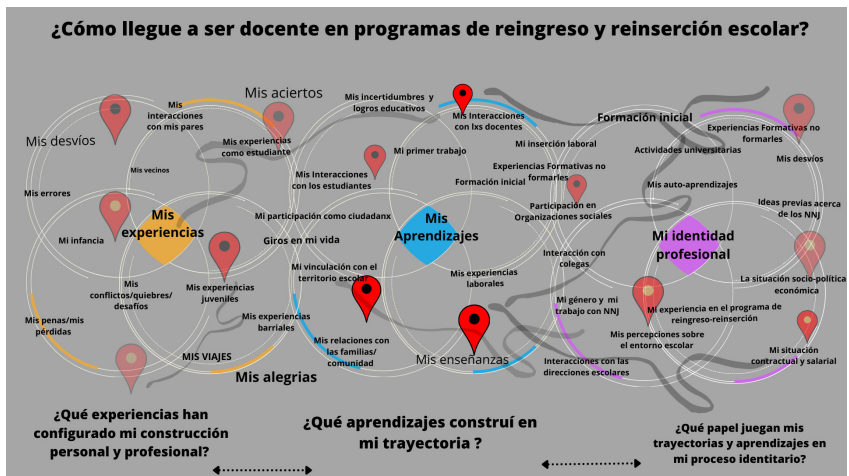 ¿Cómo llegue a ser docente en programas de reingreso y reinserción escolar?
Mis desvíos
Mis
interacciones
con mis pares
Mis aciertos
Mis experiencias
como estudiante
Mis vecinos
Mis errores
Mis
experiencias
Mi infancia
Mis
conflictos/quiebres/
desafíos
Mis experiencias
juveniles
Mis penas/mis
pérdidas
Mis experiencias
barriales
MIS VIAJES
Mis alegrias
Mis incertidumbres y
logros educativos
Mis Interacciones
con lxs docentes
Mi primer trabajo
Mi inserción laboral
Mis Interacciones
con los estudiantes
Experiencias Formativas no
formarles
Formación inicial
Mi participación como ciudadanx
Participación en
Organizaciones sociales
Giros en mi vida
Mis
Aprendizajes
Mi vinculación con el
territorio escolar
Mis experiencias
laborales
Interacción con
colegas
Mis relaciones con
las familias/
comunidad
Mis enseñanzas
Formación inicial
Experiencias Formativas no
formarles
Actividades universitarias
Mis desvíos
Mis auto-aprendizajes
Ideas previas acerca
de los NNJ
Mi identidad
profesional
La situación socio-política
económica
Mi género y mi
trabajo con NNJ
Mi experiencia en el programa de
reingreso-reinserción
Mis percepciones sobre
el entorno escolar
Mi situación
contractual y salarial
Interacciones con las
direcciones escolares
¿Qué experiencias han
configurado mi construcción
personal y profesional?
¿Qué aprendizajes construí en
mi trayectoria ?
¿Qué papel juegan mis
trayectorias y aprendizajes en
mi proceso identitario?